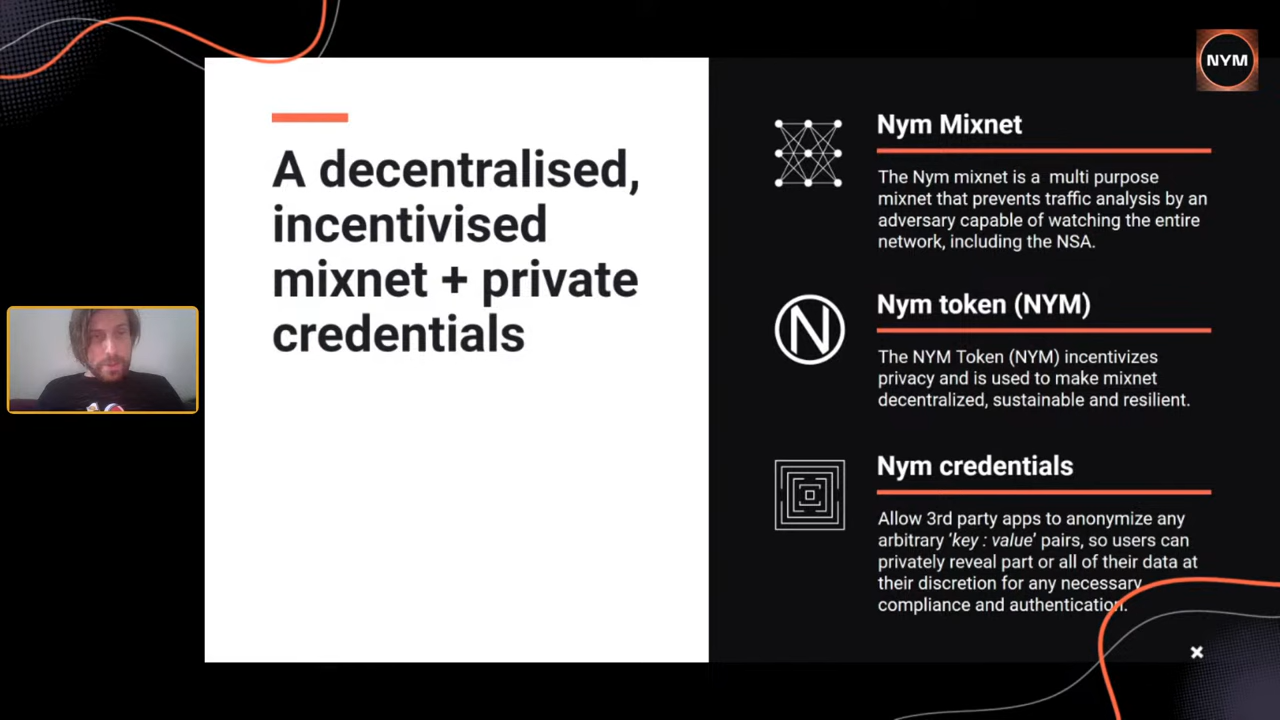 NYM
A decentralised,
incentivised
mixnet + private
credentials
Nym Mixnet
The Nym mixnet is a  multi purpose
mixnet that prevents traffic analysis by an
adversary capable of watching the entire
network, including the NSA.
Nym token (NYM)
The NYM Token (NYM) incentivizes
privacy and is used to make mixnet
decentralized, sustainable and resilient.
Nym credentials
Allow 3rd party apps to anonymize any
arbitrary 'key : value' pairs, so users can
privately reveal part or all of their data at
their discretion for any necessary
compliance and authentication.